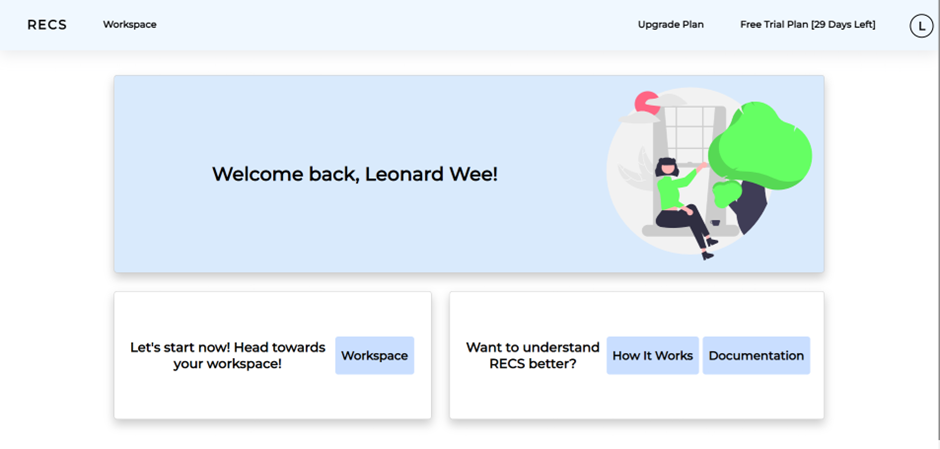 RECS
Workspace
Upgrade Plan
Free Trial Plan [29 Days Left]
L
Welcome back, Leonard Wee!
Let's start now! Head towards
your workspace!
Workspace
Want to understand
RECS better?
How It Works
Documentation